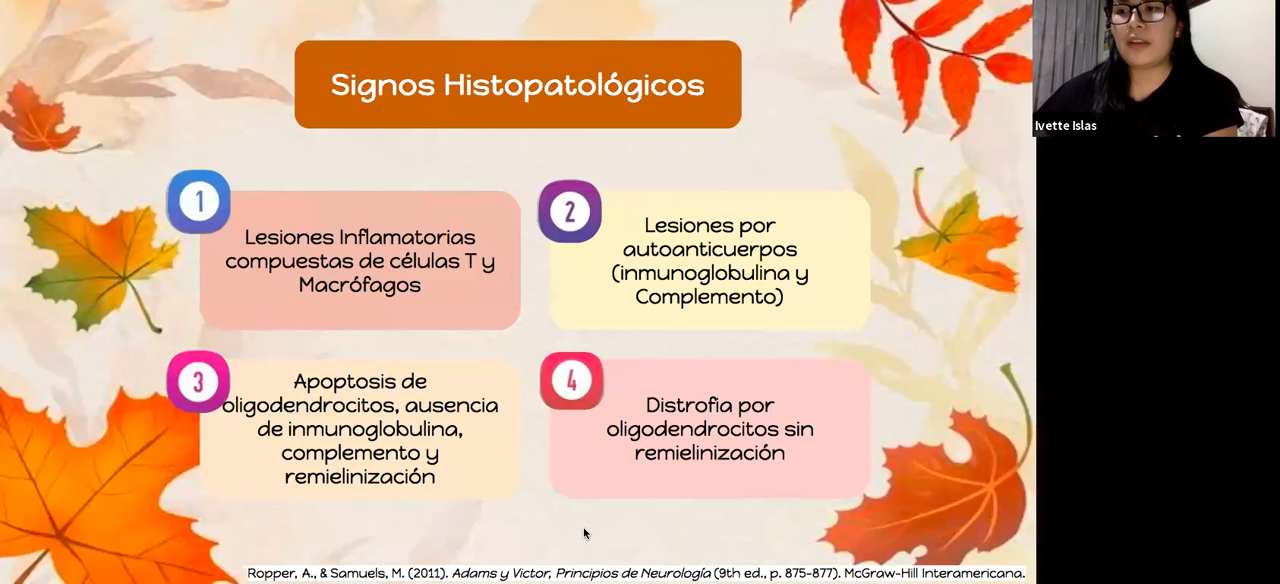 Signos Histopatológicos
Ivette Islas
1
Lesiones Inflamatorias
compuestas de células T y
Macrófagos
2
Lesiones por
autoanticuerpos
(inmunoglobulina y
Complemento)
3
Apoptosis de
oligodendrocitos, ausencia
de inmunoglobulina,
complemento y
remielinización
4
Distrofia por
oligodendrocitos sin
remielinización
Ropper, A., & Samuels, M. (2011). Adams y Victor, Principios de Neurología (9th ed., p. 875-877). McGraw-Hill Interamericana.